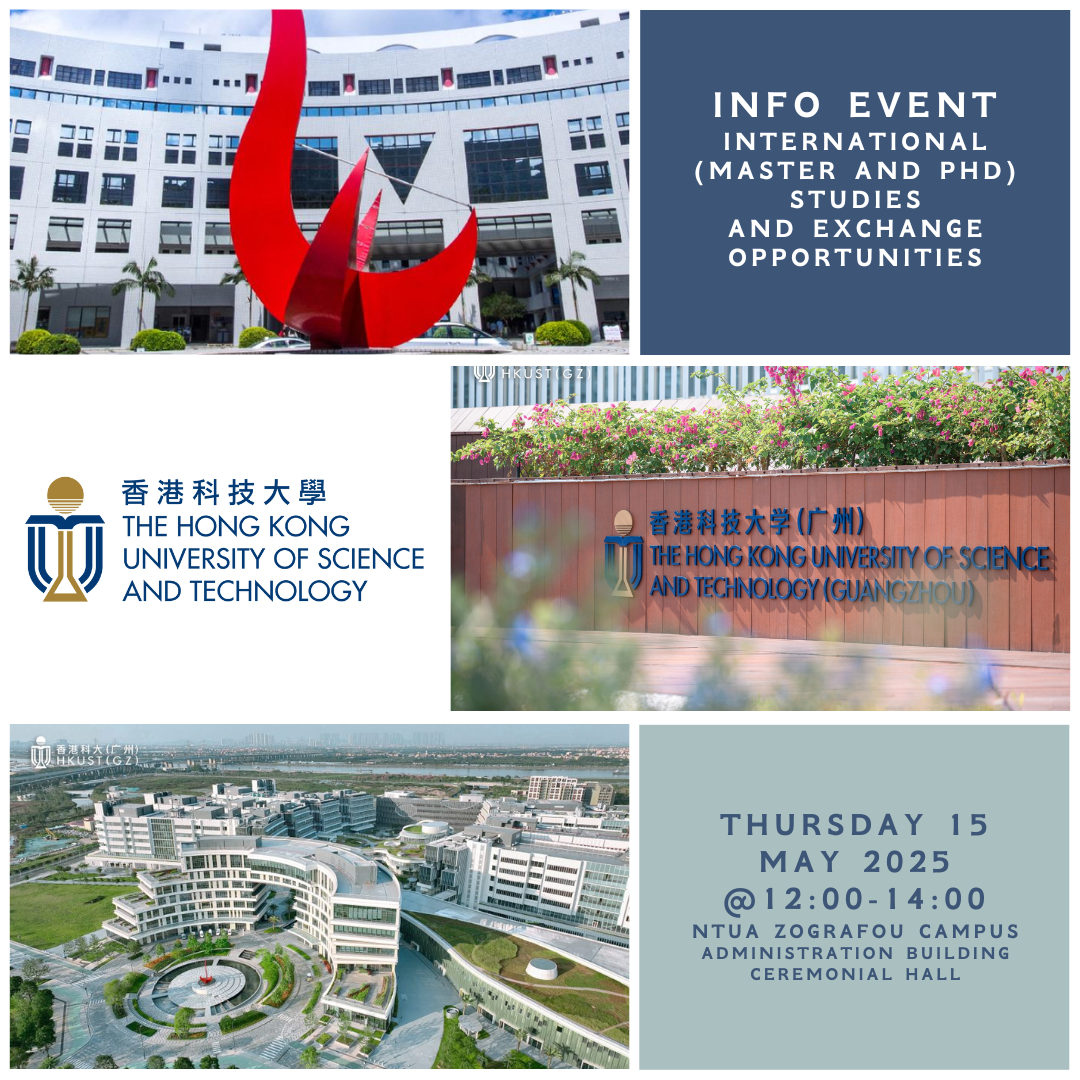 INFO EVENT
INTERNATIONAL
(MASTER AND PHD)
STUDIES
AND EXCHANGE
OPPORTUNITIES
HKUST(GZ)
香港科技大學
THE HONG KONG
UNIVERSITY OF SCIENCE
AND TECHNOLOGY
香港科技大学(广州)
THE HONG KONG UNIVERSITY OF SCIENCE
AND TECHNOLOGY (GUANGZHOU)
香港科大(广州)
HKUST(GZ)
THURSDAY 15
MAY 2025
@12:00-14:00
NTUA ZOGRAFOU CAMPUS
ADMINISTRATION BUILDING
CEREMONIAL HALL